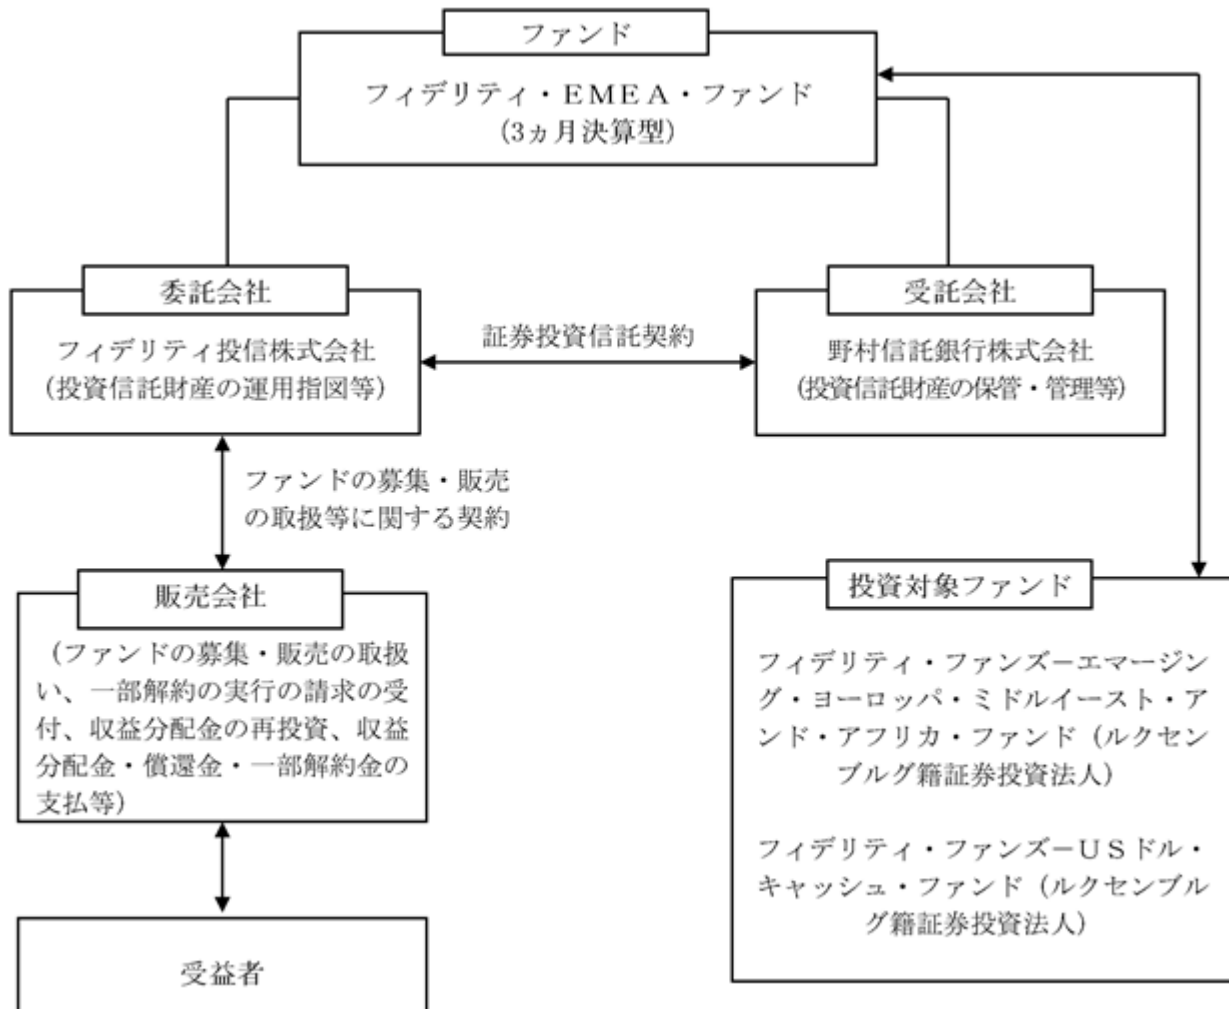 ファンド
フィデリティ・ＥＭＥＡ・ファンド
（3ヵ月決算型）
委託会社
フィデリティ投信株式会社
（投資信託財産の運用指図等）
証券投資信託契約
受託会社
野村信託銀行株式会社
（投資信託財産の保管・管理等）
ファンドの募集・販売
の取扱等に関する契約
販売会社
（ファンドの募集・販売の取扱
い、一部解約の実行の請求の受
付、収益分配金の再投資、収益
分配金・償還金・一部解約金の
支払等）
受益者
投資対象ファンド
フィデリティ・ファンズ－エマージン
グ・ヨーロッパ・ミドルイースト・ア
ンド・アフリカ・ファンド（ルクセン
ブルグ籍証券投資法人）
フィデリティ・ファンズ－ＵＳドル・
キャッシュ・ファンド（ルクセンブル
グ籍証券投資法人）